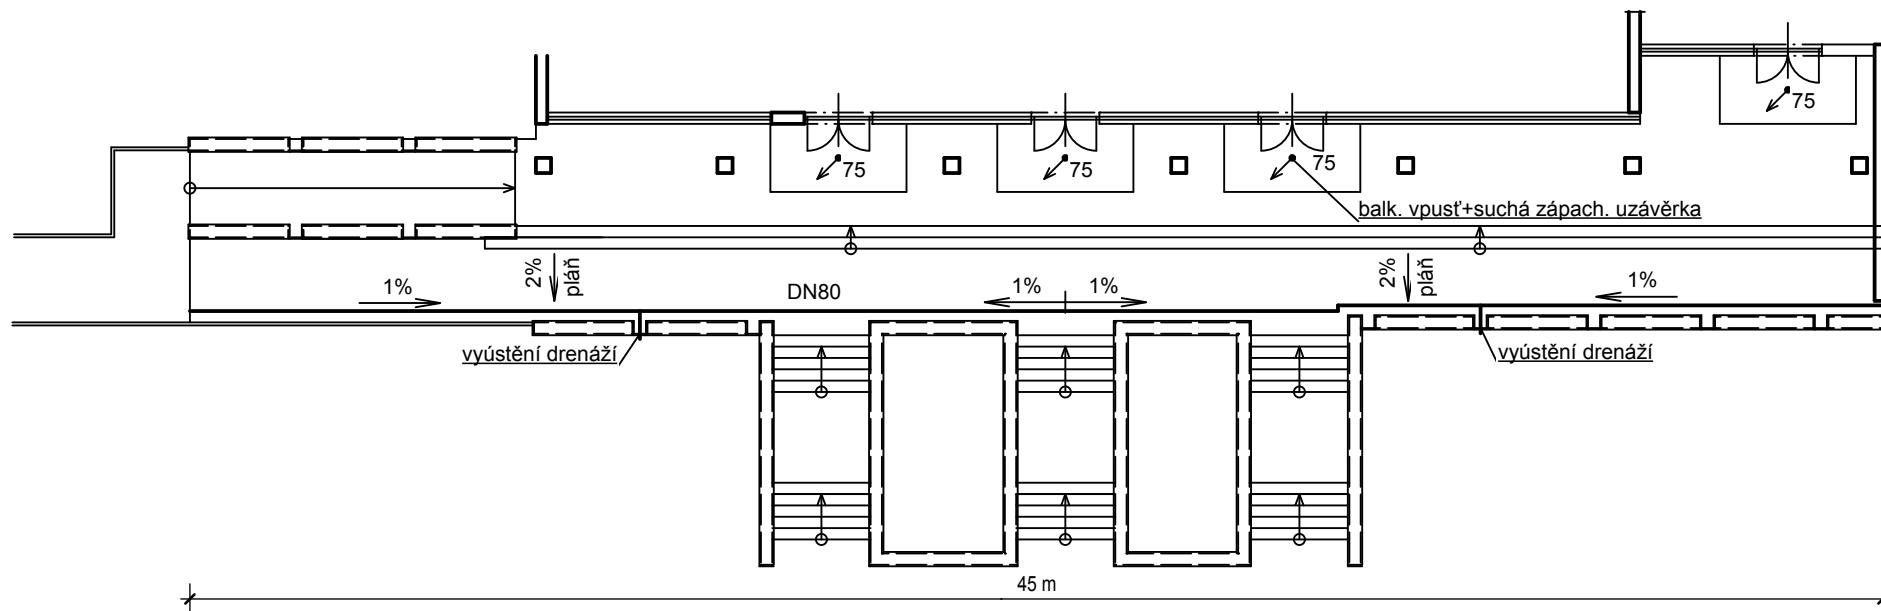 75
75
75
75
balk. vpusť+suchá zápach. uzávěrka
2%
pláň
2%
pláň
1%
DN80
1%
1%
1%
vyústění drenáží
vyústění drenáží
45 m